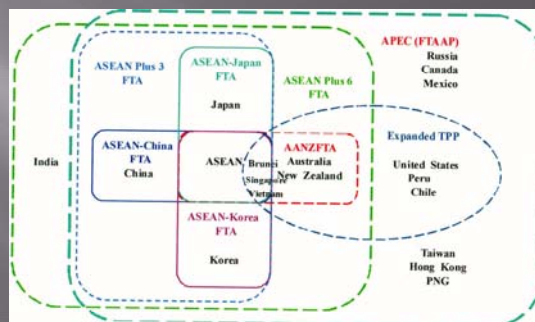 APEC (FTAAP)
Russia
Canada
Mexico
ASEAN Plus 3
FTA
ASEAN-Japan
FTA
Japan
ASEAN Plus 6
FTA
India
ASEAN-China
FTA
China
ASEAN
Brunei
Singapore
Vietnam
AANZFTA
Australia
New Zealand
Expanded TPP
United States
Peru
Chile
ASEAN-Korea
FTA
Korea
Taiwan
Hong Kong
PNG